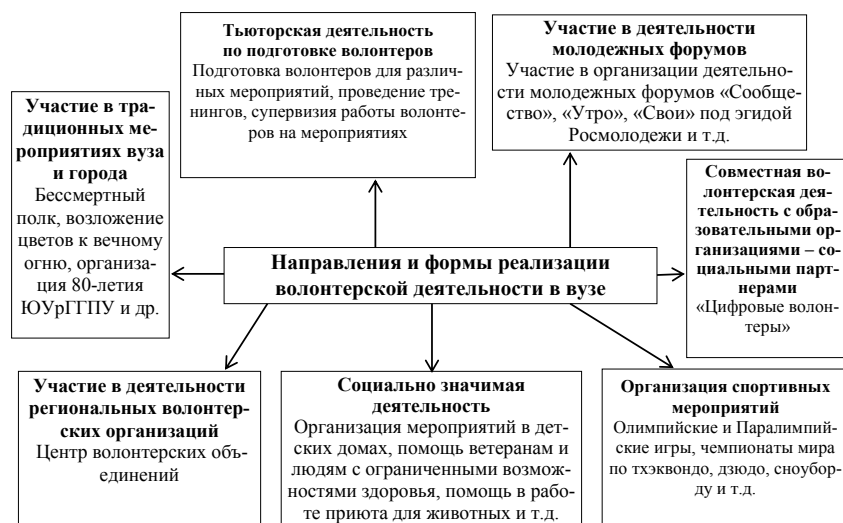 Тьюторская деятельность
по подготовке волонтеров
Подготовка волонтеров для различ-
ных мероприятий, проведение тре-
нингов, супервизия работы волонте-
ров на мероприятиях
Участие в деятельности
молодежных форумов
Участие в организации деятельно-
сти молодежных форумов «Сообще-
ство», «Утро», «Свои» под эгидой
Росмолодежи и т.д.
Участие в тра-
диционных ме-
роприятиях вуза
и города
Бессмертный
полк, возложение
цветов к вечному
огню, организа-
ция 80-летия
ЮУрГГПУ и др.
Направления и формы реализации
волонтерской деятельности в вузе
Совместная во-
лонтерская дея-
тельность с обра-
зовательными ор-
ганизациями – со-
циальными парт-
нерами
«Цифровые волон-
теры»
Участие в деятельности
региональных волонтер-
ских организаций
Центр волонтерских объ-
единений
Социально значимая
деятельность
Организация мероприятий в дет-
ских домах, помощь ветеранам и
людям с ограниченными возмож-
ностями здоровья, помощь в рабо-
те приюта для животных и т.д.
Организация спортивных
мероприятий
Олимпийские и Паралимпий-
ские игры, чемпионаты мира
по тхэквондо, дзюдо, сноубор-
ду и т.д.